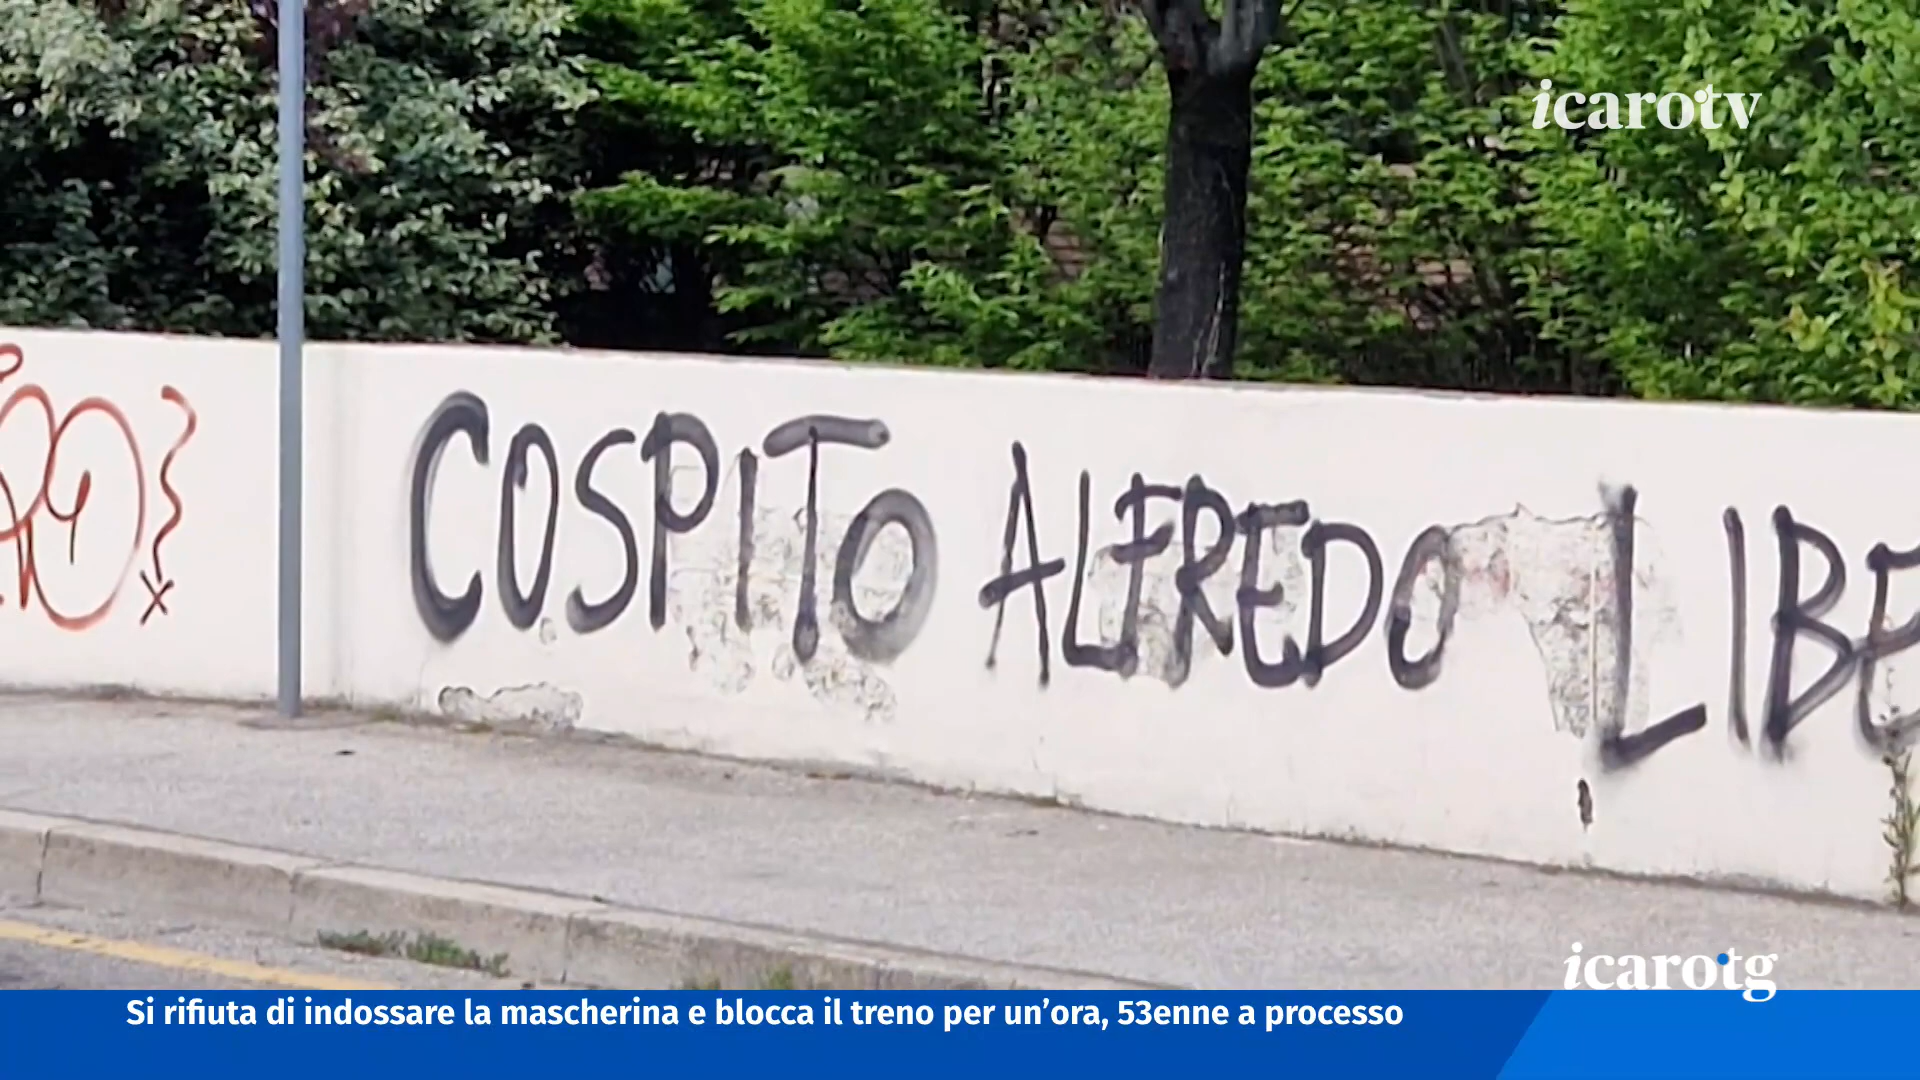 icarotv
COSPITO ALFREDO LIBE
icarotg
Si rifiuta di indossare la mascherina e blocca il treno per un’ora, 53enne a processo